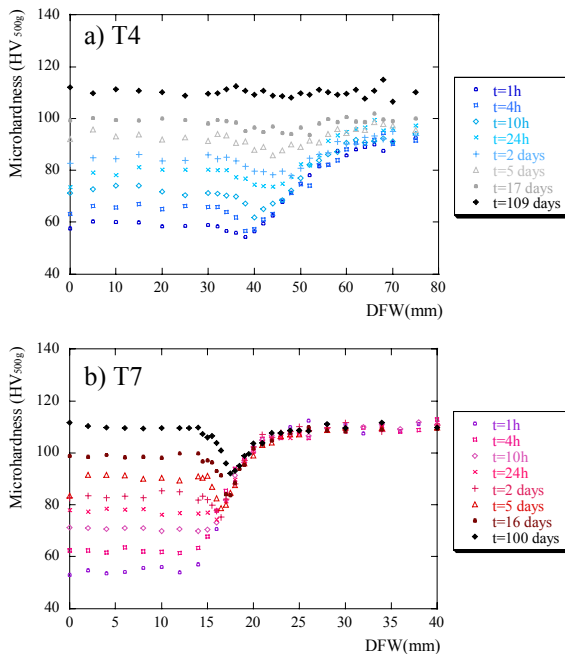 a) T4
Microhardness (HV 500g)
140
120
100
80
60
40
0 10 20 30 40 50 60 70 80
DFW(mm)
t=1h
t=4h
t=10h
t=24h
t=2 days
t=5 days
t=17 days
t=109 days
b) T7
Microhardness (HV500g)
140
120
100
80
60
40
0 5 10 15 20 25 30 35 40
DFW(mm)
t=1h
t=4h
t=10h
t=24h
t=2 days
t=5 days
t=16 days
t=100 days